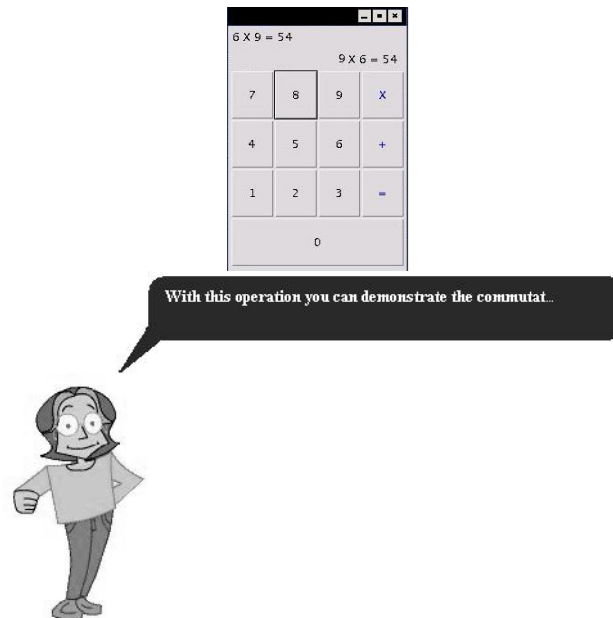 6 X 9 = 54
9 X 6 = 54
7 8 9 X
4 5 6 +
1 2 3 =
0
With this operation you can demonstrate the commutat...